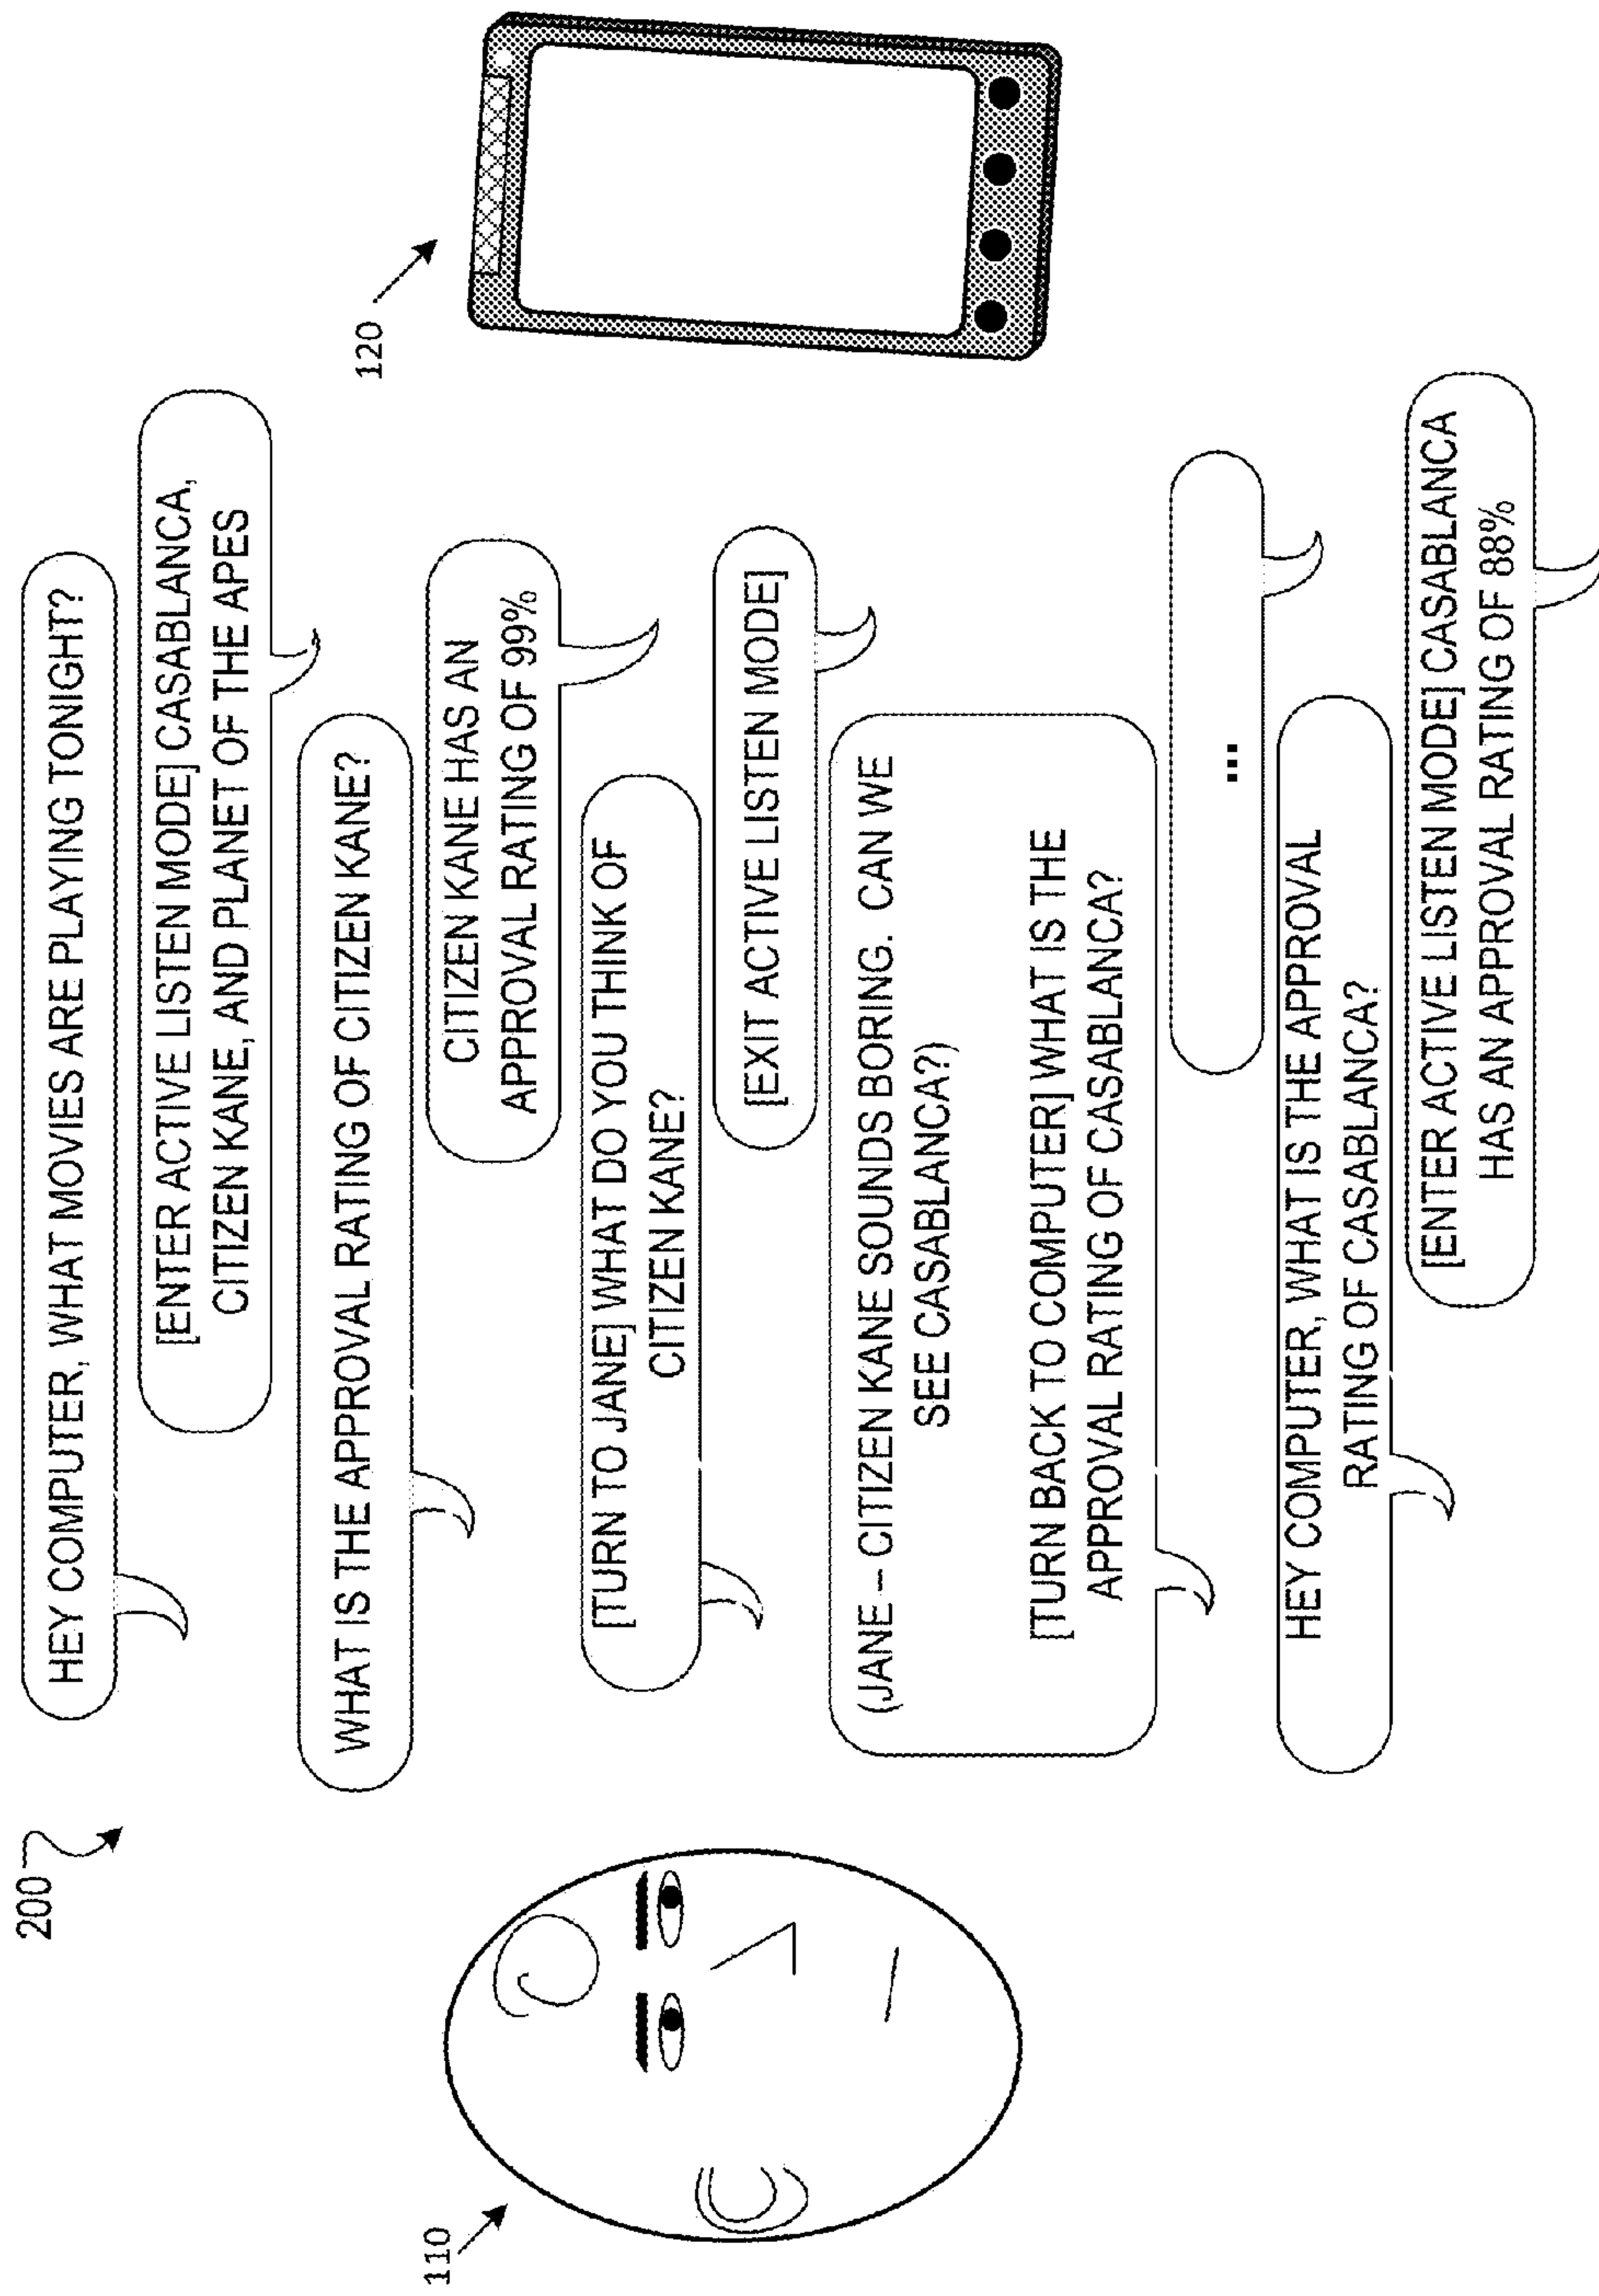 200
HEY COMPUTER, WHAT MOVIES ARE PLAYING TONIGHT?
[ENTER ACTIVE LISTEN MODE] CASABLANCA,
CITIZEN KANE, AND PLANET OF THE APES
WHAT IS THE APPROVAL RATING OF CITIZEN KANE?
CITIZEN KANE HAS AN
APPROVAL RATING OF 99%
[TURN TO JANE] WHAT DO YOU THINK OF
CITIZEN KANE?
[EXIT ACTIVE LISTEN MODE]
(JANE – CITIZEN KANE SOUNDS BORING. CAN WE
SEE CASABLANCA?)
[TURN BACK TO COMPUTER] WHAT IS THE
APPROVAL RATING OF CASABLANCA?
...
HEY COMPUTER, WHAT IS THE APPROVAL
RATING OF CASABLANCA?
[ENTER ACTIVE LISTEN MODE] CASABLANCA
HAS AN APPROVAL RATING OF 88%
110
120